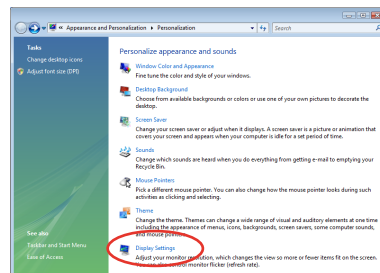 « Appearance and Personalization ▸ Personalization
Search
Tasks
Change desktop icons
Adjust font size (DPI)
See also
Taskbar and Start Menu
Ease of Access
Personalize appearance and sounds
Window Color and Appearance
Fine tune the color and style of your windows.
Desktop Background
Choose from available backgrounds or colors or use one of your own pictures to decorate the
desktop.
Screen Saver
Change your screen saver or adjust when it displays. A screen saver is a picture or animation that
covers your screen and appears when your computer is idle for a set period of time.
Sounds
Change which sounds are heard when you do everything from getting e-mail to emptying your
Recycle Bin.
Mouse Pointers
Pick a different mouse pointer. You can also change how the mouse pointer looks during such
activities as clicking and selecting.
Theme
Change the theme. Themes can change a wide range of visual and auditory elements at one time
including the appearance of menus, icons, backgrounds, screen savers, some computer sounds,
and mouse pointers.
Display Settings
Adjust your monitor resolution, which changes the view so more or fewer items fit on the screen.
You can also control monitor flicker (refresh rate).